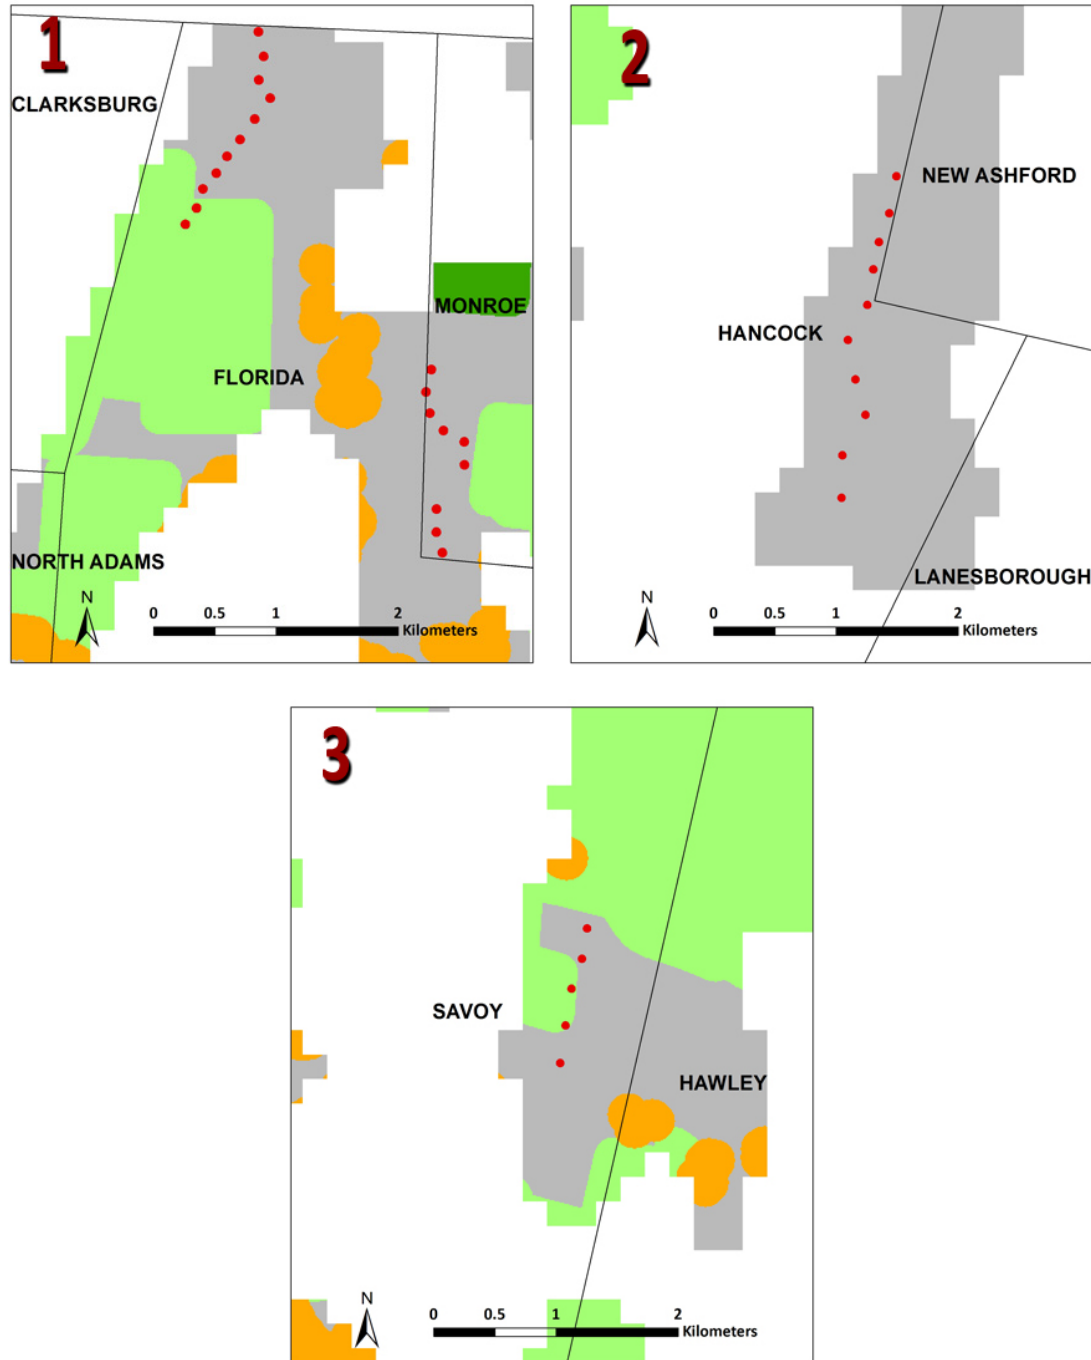 1
CLARKSBURG
MONROE
FLORIDA
NORTH ADAMS
N
0 0.5 1 2
Kilometers
2
NEW ASHFORD
HANCOCK
LANESBOROUGH
N
0 0.5 1 2
Kilometers
3
SAVOY
HAWLEY
N
0 0.5 1 2
Kilometers